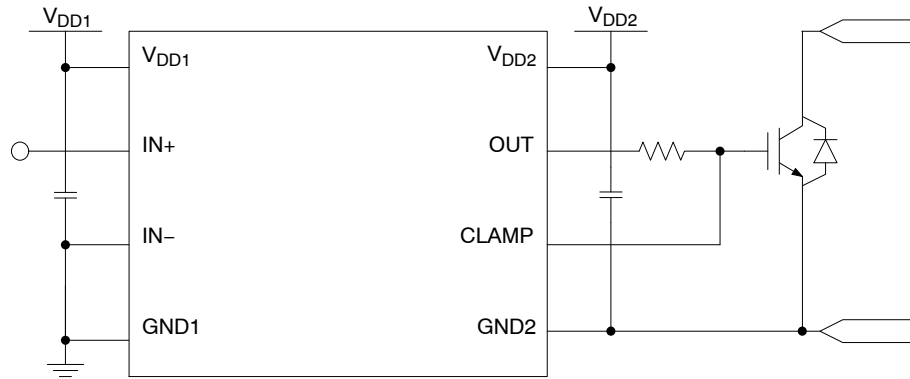 VDD1
VDD2
VDD1
VDD2
IN+
OUT
IN−
CLAMP
GND1
GND2